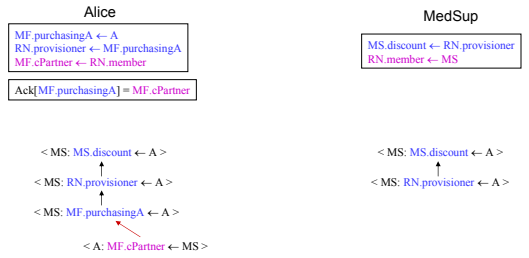 Alice
MF.purchasingA ← A
RN.provisioner ← MF.purchasingA
MF.cPartner ← RN.member
Ack[MF.purchasingA] = MF.cPartner
< MS: MS.discount ← A >
< MS: RN.provisioner ← A >
< MS: MF.purchasingA ← A >
< A: MF.cPartner ← MS >
MedSup
MS.discount ← RN.provisioner
RN.member ← MS
< MS: MS.discount ← A >
< MS: RN.provisioner ← A >